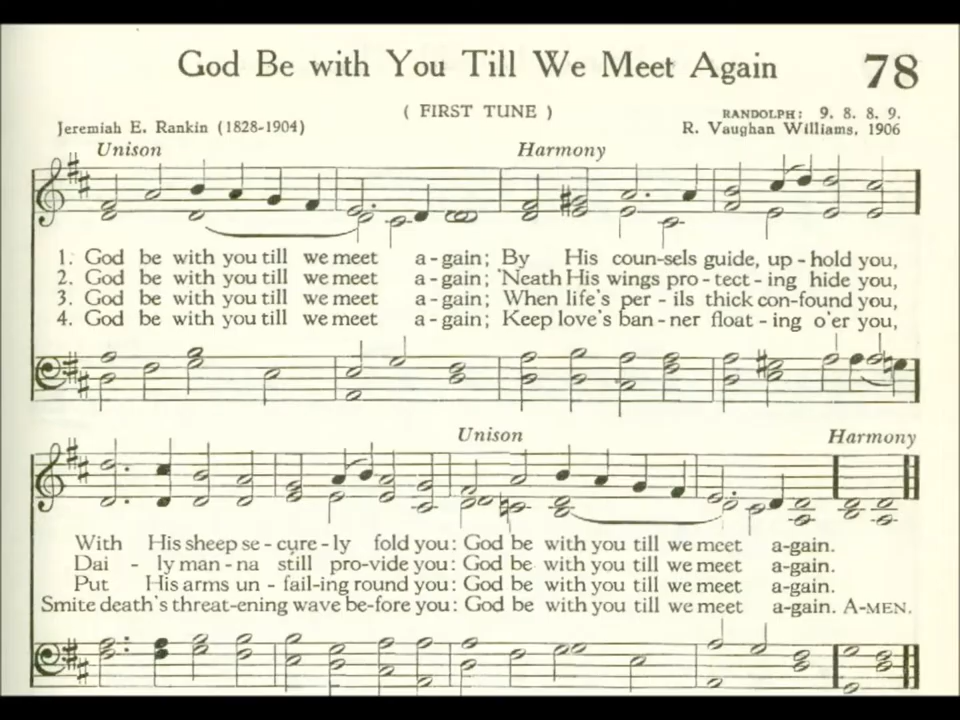 God Be with You Till We Meet Again 78
( FIRST TUNE )
RANDOLPH: 9. 8. 8. 9.
Jeremiah E. Rankin (1828-1904) R. Vaughan Williams, 1906
Unison Harmony
1. God be with you till we meet a-gain; By His coun-sels guide, up-hold you,
2. God be with you till we meet a-gain; 'Neath His wings pro-tect-ing hide you,
3. God be with you till we meet a-gain; When life's per-ils thick con-found you,
4. God be with you till we meet a-gain; Keep love's ban-ner float-ing o'er you,
Unison Harmony
With His sheep se-cure-ly fold you: God be with you till we meet a-gain.
Dai-ly man-na still pro-vide you: God be with you till we meet a-gain.
Put His arms un-fail-ing round you: God be with you till we meet a-gain.
Smite death's threat-ening wave be-fore you: God be with you till we meet a-gain. A-MEN.